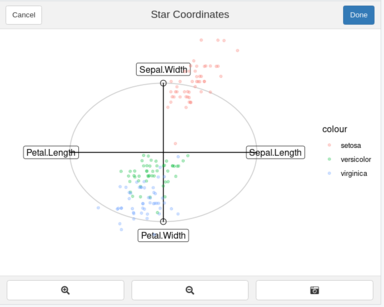 Cancel
Star Coordinates
Done
Sepal.Width
Petal.Length
Sepal.Length
Petal.Width
colour
setosa
versicolor
virginica